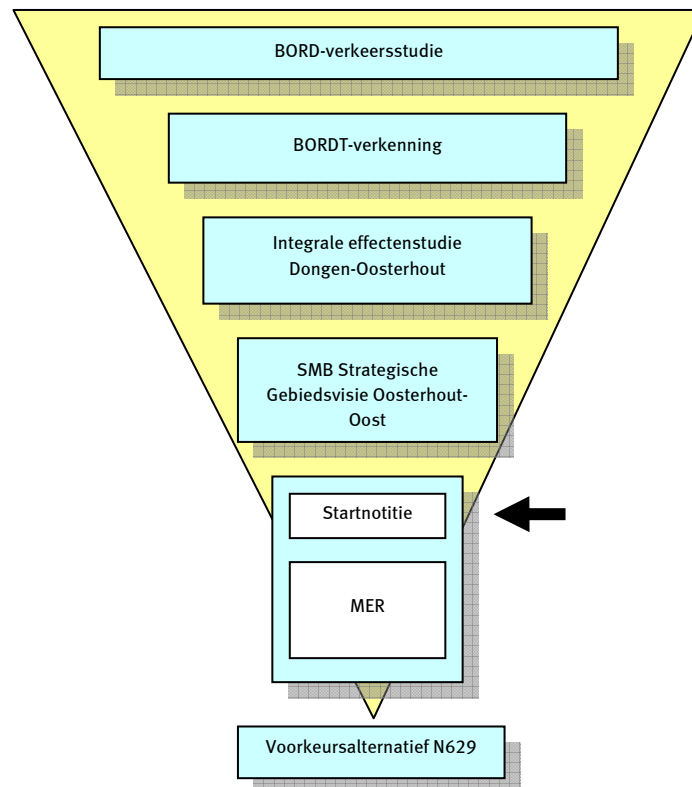 BORD-verkeersstudie
BORDT-verkenning
Integrale effectenstudie
Dongen-Oosterhout
SMB Strategische
Gebiedsvisie Oosterhout-
Oost
Startnotitie
MER
Voorkeursalternatief N629